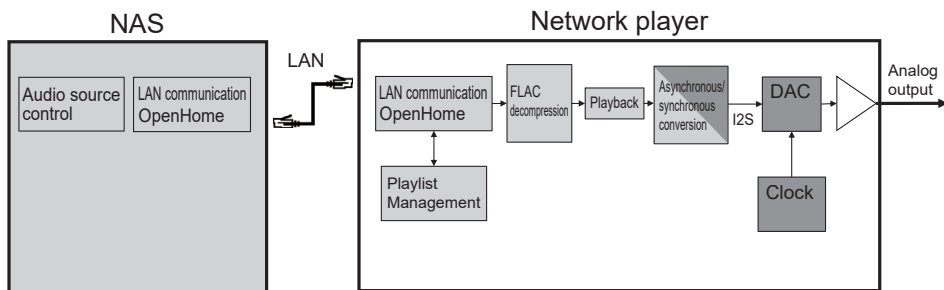 NAS
Network player
LAN
Audio source
control
LAN communication
OpenHome
LAN communication
OpenHome
FLAC
decompression
Playback
Asynchronous/
synchronous
conversion
I2S
DAC
Analog
output
Playlist
Management
Clock